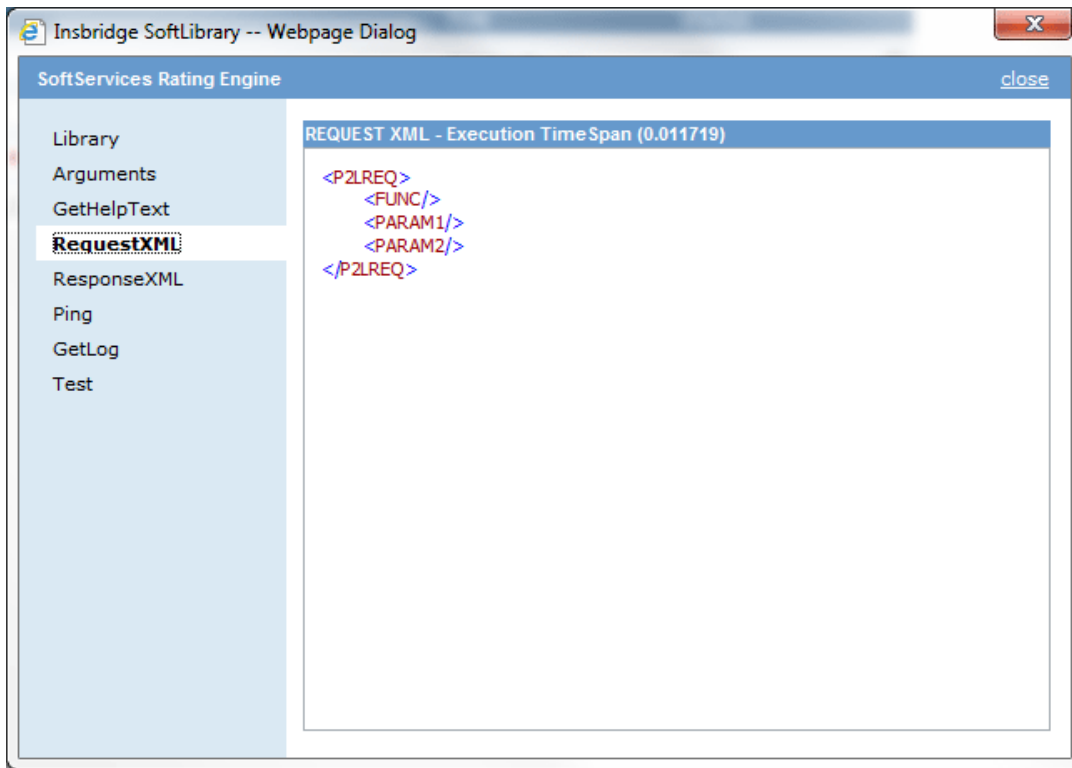 Insbridge SoftLibrary -- Webpage Dialog
X
SoftServices Rating Engine
close
Library
Arguments
GetHelpText
RequestXML
ResponseXML
Ping
GetLog
Test
REQUEST XML - Execution TimeSpan (0.011719)
<P2LREQ>
<FUNC/>
<PARAM1/>
<PARAM2/>
</P2LREQ>